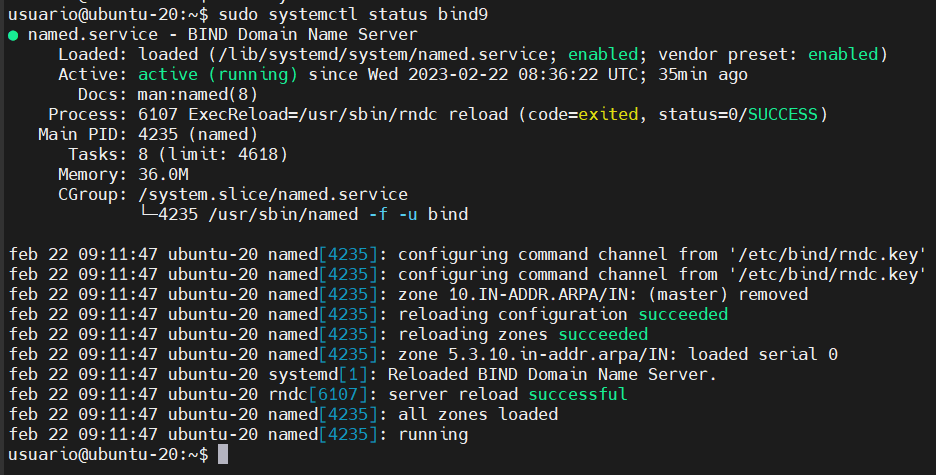 usuario@ubuntu-20:~$ sudo systemctl status bind9
● named.service - BIND Domain Name Server
Loaded: loaded (/lib/systemd/system/named.service; enabled; vendor preset: enabled)
Active: active (running) since Wed 2023-02-22 08:36:22 UTC; 35min ago
Docs: man:named(8)
Process: 6107 ExecReload=/usr/sbin/rndc reload (code=exited, status=0/SUCCESS)
Main PID: 4235 (named)
Tasks: 8 (limit: 4618)
Memory: 36.0M
CGroup: /system.slice/named.service
└─4235 /usr/sbin/named -f -u bind
feb 22 09:11:47 ubuntu-20 named[4235]: configuring command channel from '/etc/bind/rndc.key'
feb 22 09:11:47 ubuntu-20 named[4235]: configuring command channel from '/etc/bind/rndc.key'
feb 22 09:11:47 ubuntu-20 named[4235]: zone 10.IN-ADDR.ARPA/IN: (master) removed
feb 22 09:11:47 ubuntu-20 named[4235]: reloading configuration succeeded
feb 22 09:11:47 ubuntu-20 named[4235]: reloading zones succeeded
feb 22 09:11:47 ubuntu-20 named[4235]: zone 5.3.10.in-addr.arpa/IN: loaded serial 0
feb 22 09:11:47 ubuntu-20 systemd[1]: Reloaded BIND Domain Name Server.
feb 22 09:11:47 ubuntu-20 rndc[6107]: server reload successful
feb 22 09:11:47 ubuntu-20 named[4235]: all zones loaded
feb 22 09:11:47 ubuntu-20 named[4235]: running
usuario@ubuntu-20:~$